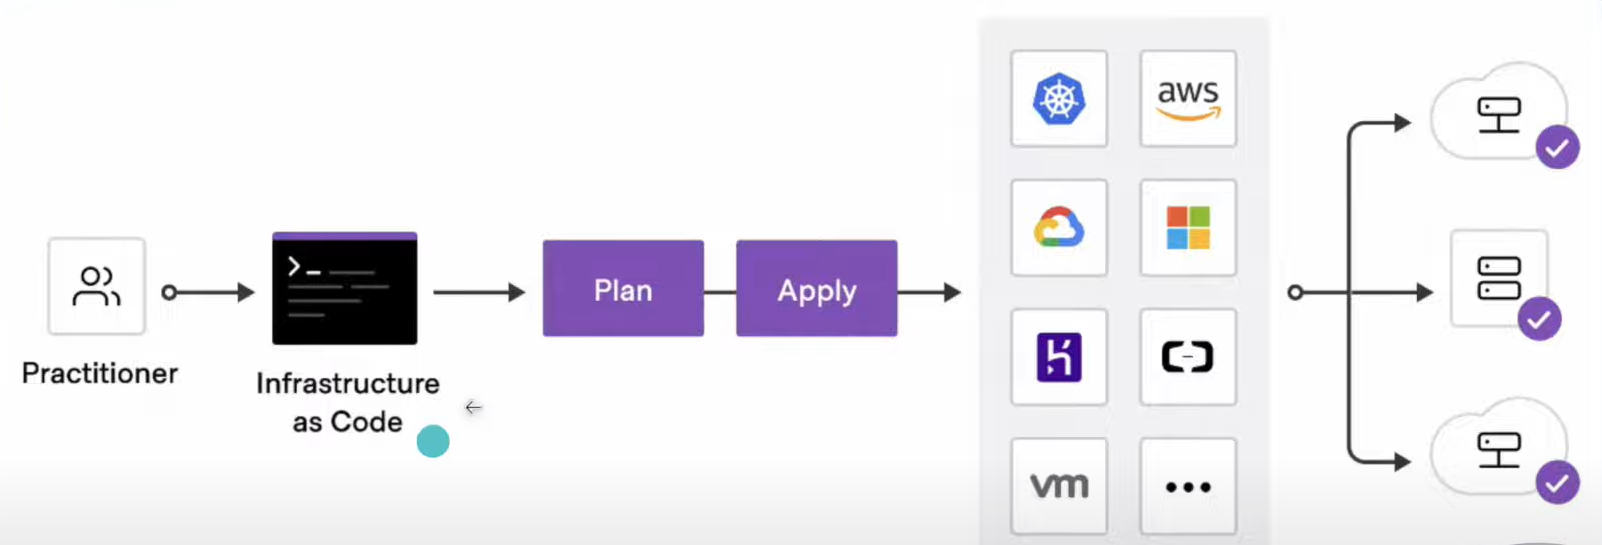 Practitioner
>_
Infrastructure
as Code
Plan
Apply
aws
vm